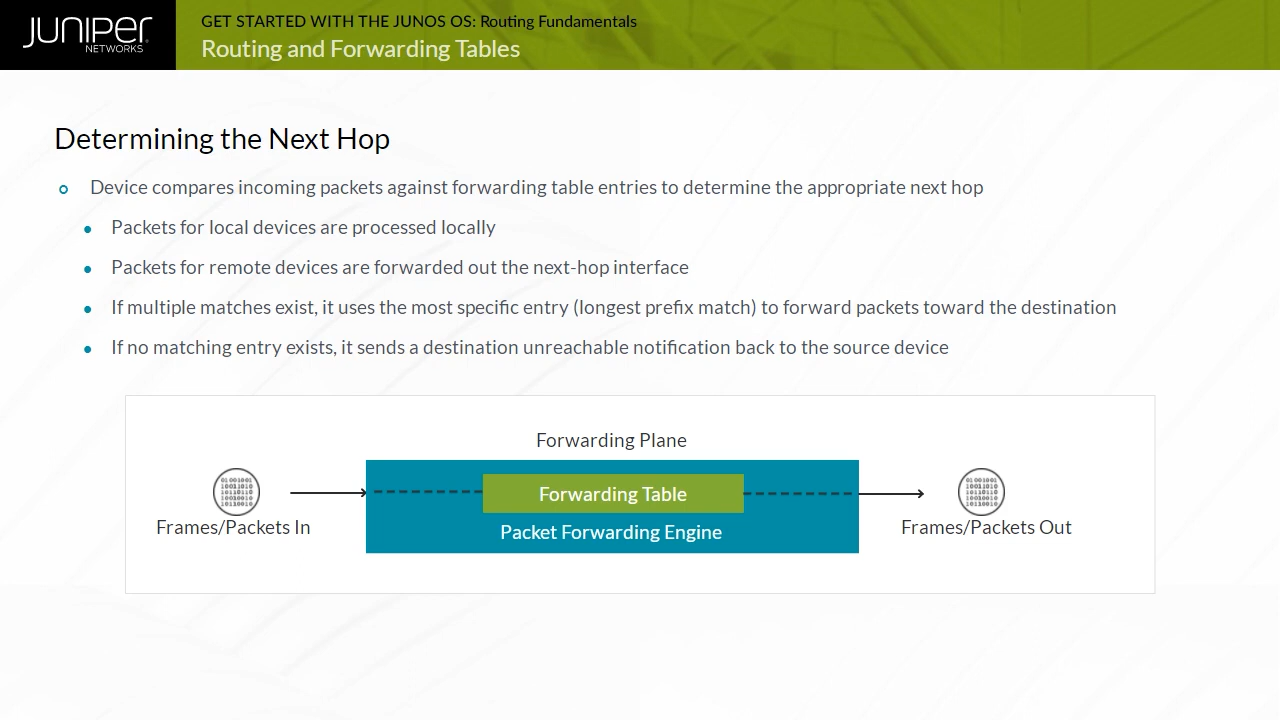 JUNIPER
NETWORKS
GET STARTED WITH THE JUNOS OS: Routing Fundamentals
Routing and Forwarding Tables
Determining the Next Hop
Device compares incoming packets against forwarding table entries to determine the appropriate next hop
Packets for local devices are processed locally
Packets for remote devices are forwarded out the next-hop interface
If multiple matches exist, it uses the most specific entry (longest prefix match) to forward packets toward the destination
If no matching entry exists, it sends a destination unreachable notification back to the source device
Forwarding Plane
Forwarding Table
Packet Forwarding Engine
Frames/Packets In
Frames/Packets Out